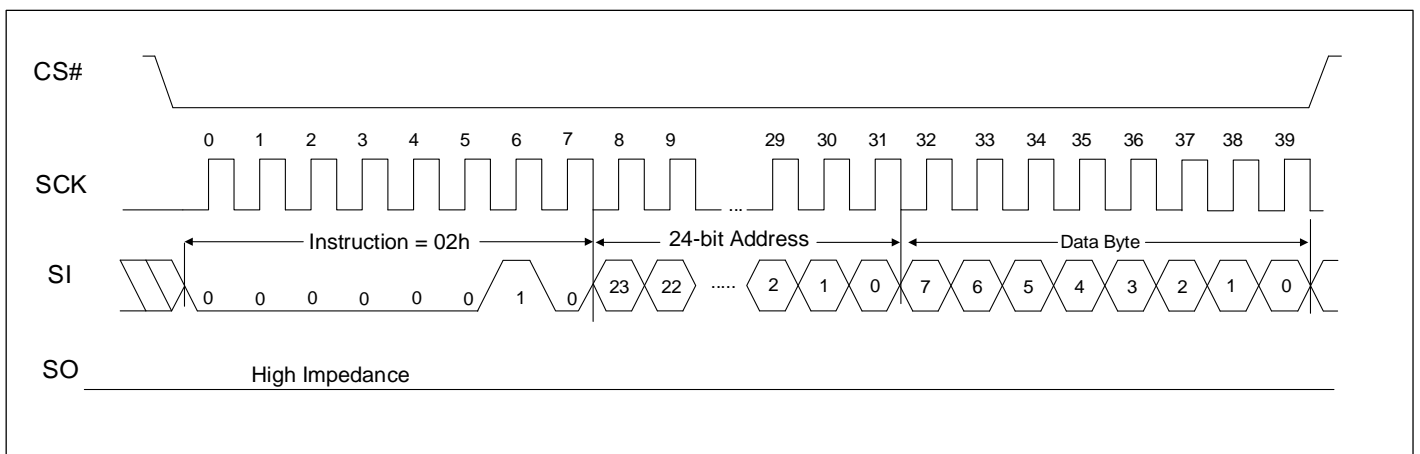 CS#
0 1 2 3 4 5 6 7 8 9 29 30 31 32 33 34 35 36 37 38 39
SCK
...
Instruction = 02h 24-bit Address Data Byte
SI
0 0 0 0 0 0 1 0 23 22 ..... 2 1 0 7 6 5 4 3 2 1 0
SO
High Impedance